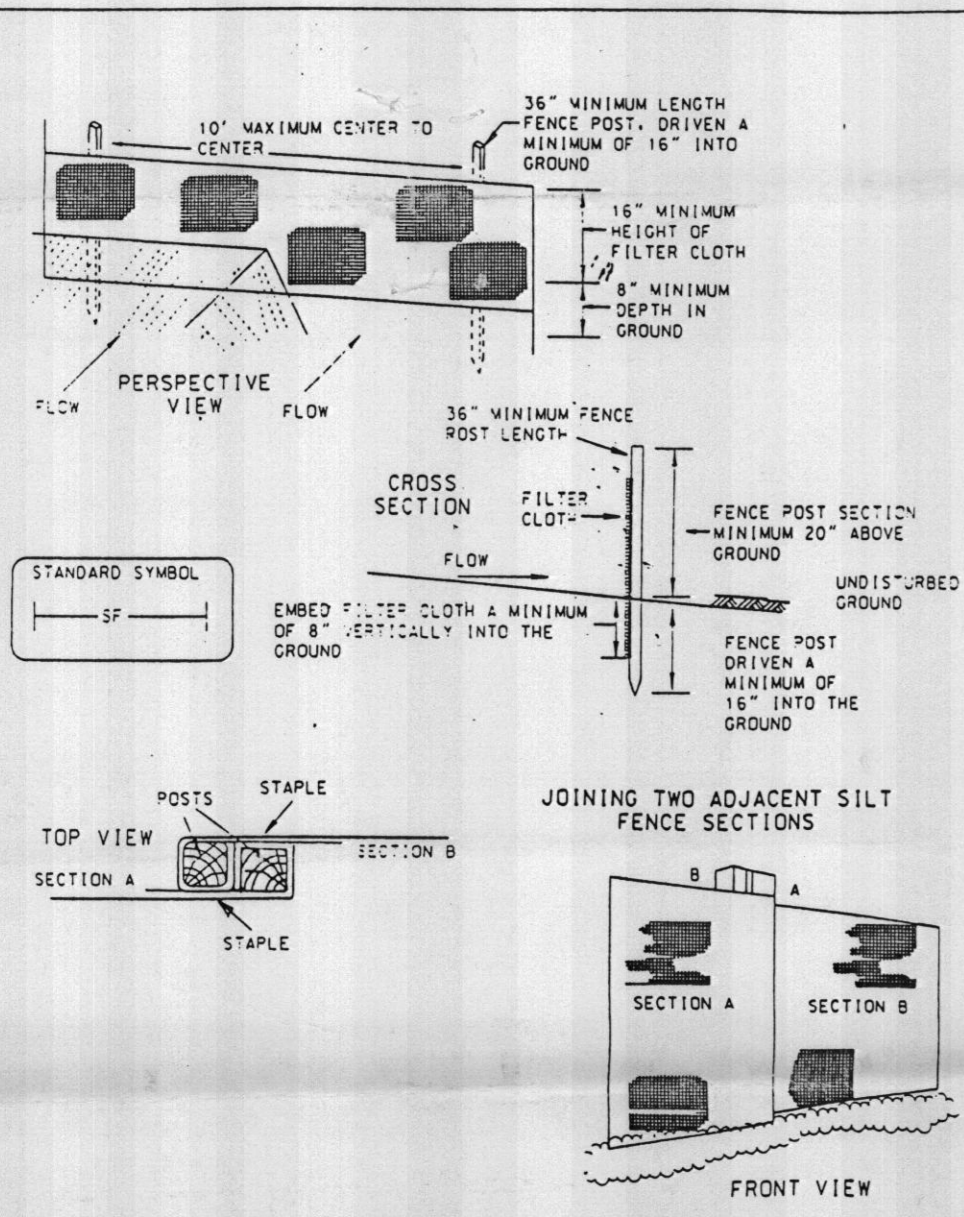 10' MAXIMUM CENTER TO
CENTER
36" MINIMUM LENGTH
FENCE POST, DRIVEN A
MINIMUM OF 16" INTO
GROUND
16" MINIMUM
HEIGHT OF
FILTER CLOTH
8" MINIMUM
DEPTH IN
GROUND
PERSPECTIVE
VIEW
FLOW
FLOW
36" MINIMUM FENCE
POST LENGTH
CROSS
SECTION
FILTER
CLOTH
FENCE POST SECTION
MINIMUM 20" ABOVE
GROUND
FLOW
UNDISTURBED
GROUND
STANDARD SYMBOL
SF
EMBED FILTER CLOTH A MINIMUM
OF 8" VERTICALLY INTO THE
GROUND
FENCE POST
DRIVEN A
MINIMUM OF
16" INTO THE
GROUND
POSTS
STAPLE
TOP VIEW
SECTION B
SECTION A
STAPLE
JOINING TWO ADJACENT SILT
FENCE SECTIONS
B
A
SECTION A
SECTION B
FRONT VIEW